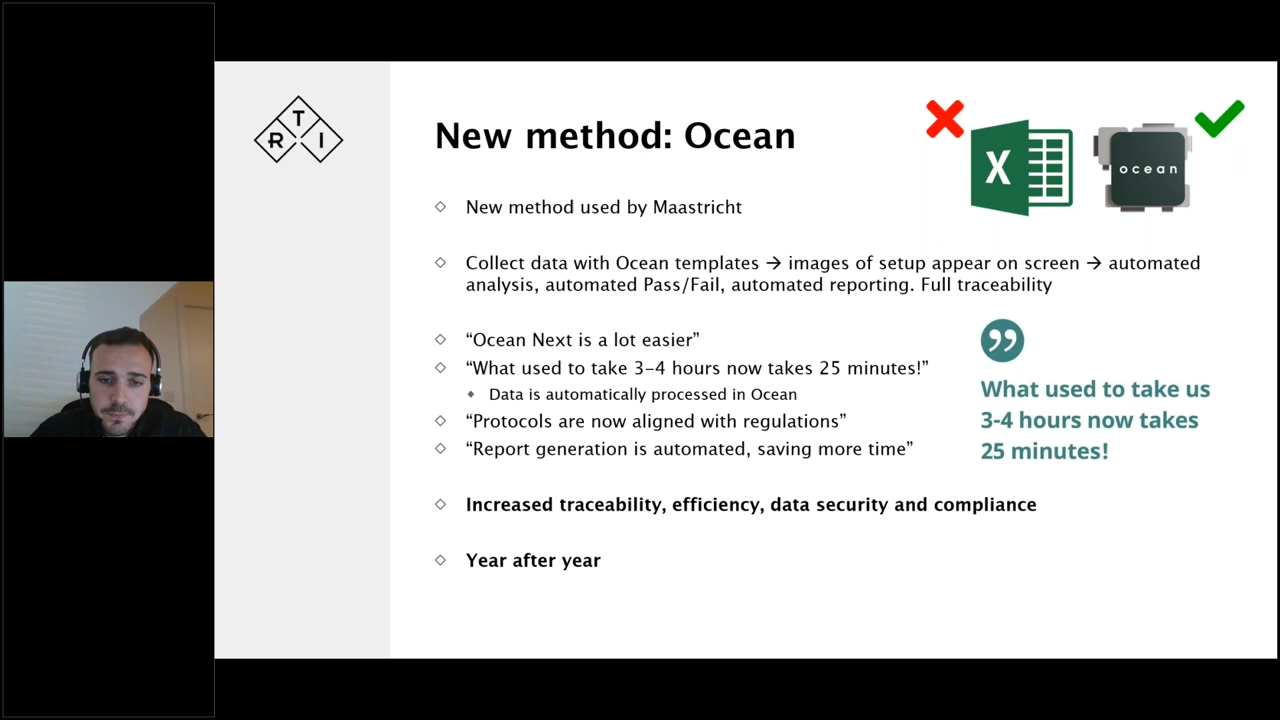 T
R I
New method: Ocean
X
ocean
New method used by Maastricht
Collect data with Ocean templates → images of setup appear on screen → automated
analysis, automated Pass/Fail, automated reporting. Full traceability
“Ocean Next is a lot easier”
“What used to take 3–4 hours now takes 25 minutes!”
Data is automatically processed in Ocean
“Protocols are now aligned with regulations”
“Report generation is automated, saving more time”
Increased traceability, efficiency, data security and compliance
Year after year
”
What used to take us
3-4 hours now takes
25 minutes!